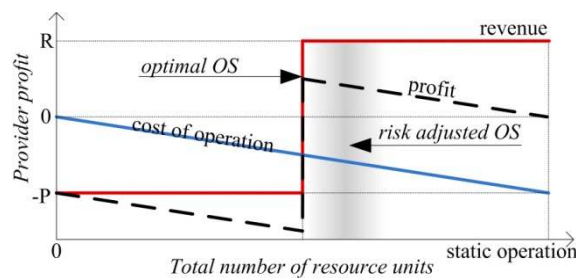 R
revenue
optimal OS
profit
Provider profit
0
cost of operation
risk adjusted OS
-P
0
static operation
Total number of resource units